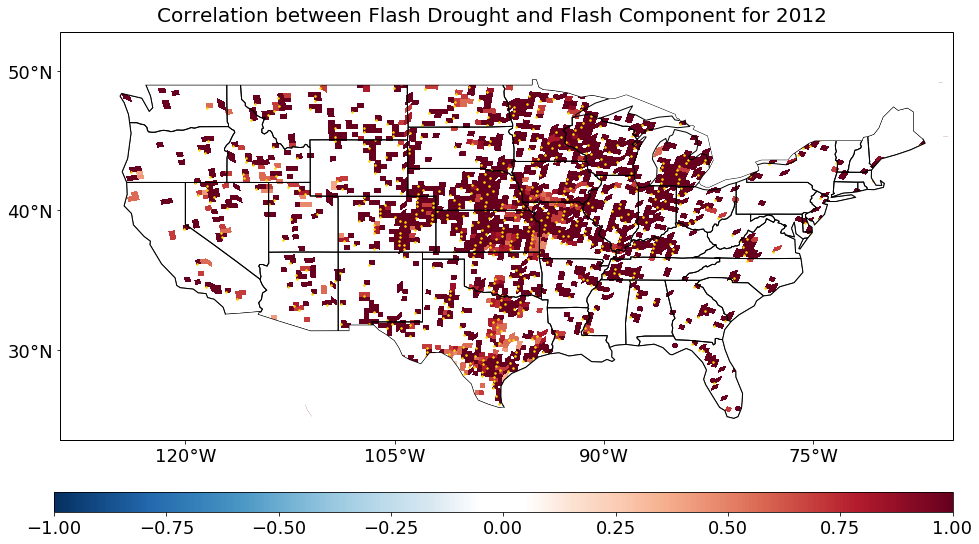 Correlation between Flash Drought and Flash Component for 2012
50°N
40°N
30°N
120°W 105°W 90°W 75°W
−1.00 −0.75 −0.50 −0.25 0.00 0.25 0.50 0.75 1.00